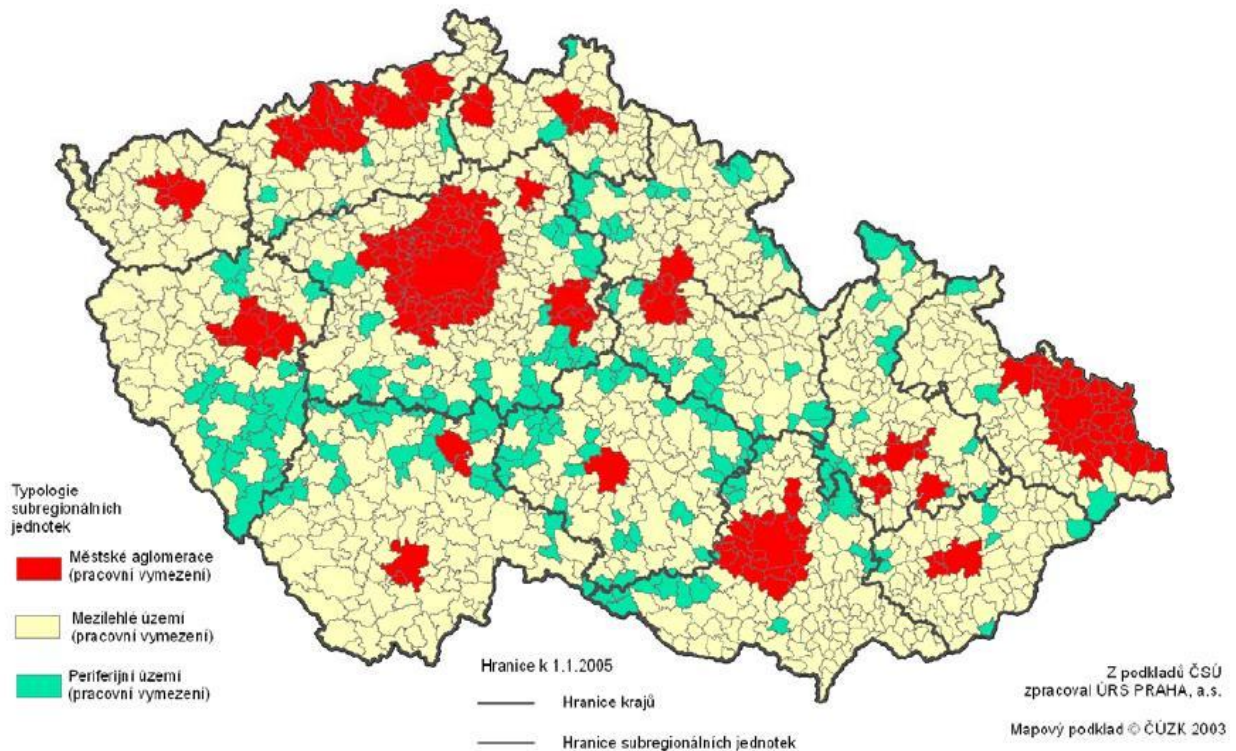 Typologie
subregionálních
jednotek
Městské aglomerace
(pracovní vymezení)
Mezilehlé území
(pracovní vymezení)
Periferijní území
(pracovní vymezení)
Hranice k 1.1.2005
Hranice krajů
Hranice subregionálních jednotek
Z podkladů ČSÚ
zpracoval ÚRS PRAHA, a.s.
Mapový podklad © ČÚZK 2003